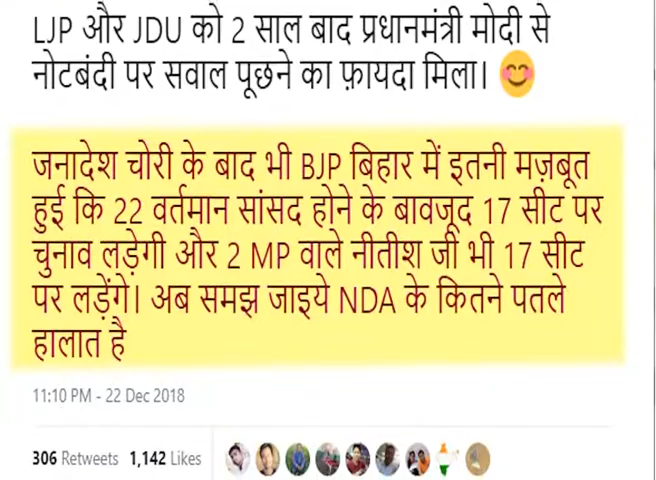 LJP और JDU को 2 साल बाद प्रधानमंत्री मोदी से
नोटबंदी पर सवाल पूछने का फ़ायदा मिला। 😊
जनादेश चोरी के बाद भी BJP बिहार में इतनी मज़बूत
हुई कि 22 वर्तमान सांसद होने के बावजूद 17 सीट पर
चुनाव लड़ेगी और 2 MP वाले नीतीश जी भी 17 सीट
पर लड़ेंगे। अब समझ जाइये NDA के कितने पतले
हालात है
11:10 PM - 22 Dec 2018
306 Retweets 1,142 Likes